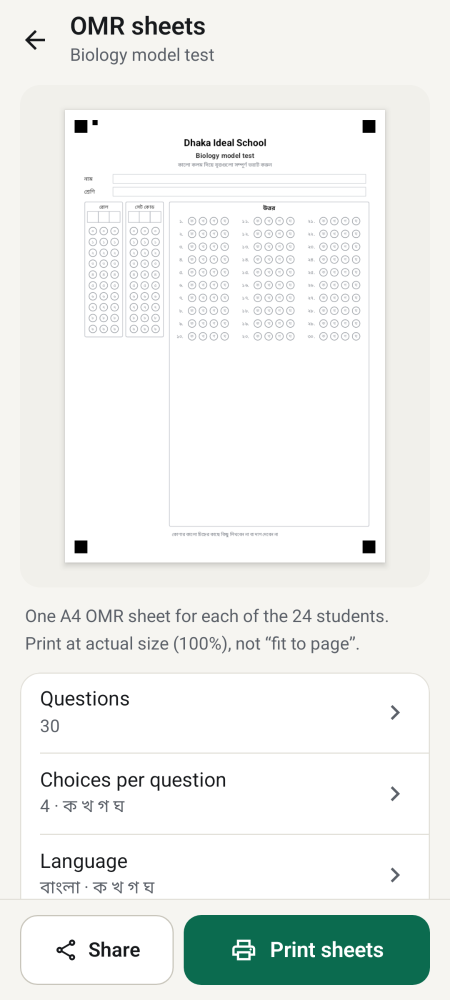 OMR sheets
Biology model test
Dhaka Ideal School
Biology model test
নাম
শ্রেণি
রোল
সেট কোড
উত্তর
One A4 OMR sheet for each of the 24 students.
Print at actual size (100%), not “fit to page”.
Questions
30
Choices per question
4 · ক খ গ ঘ
Language
বাংলা · ক খ গ ঘ
Share
Print sheets